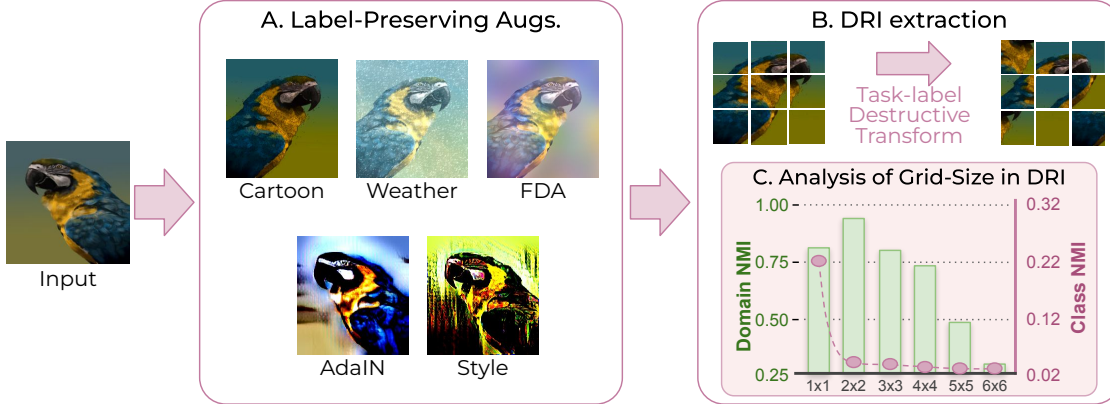 A. Label-Preserving Augs.
B. DRI extraction
Input
Cartoon
Weather
FDA
AdaIN
Style
Task-label
Destructive
Transform
C. Analysis of Grid-Size in DRI
Domain NMI
1.00
0.75
0.50
0.25
1x1
2x2
3x3
4x4
5x5
6x6
0.32
0.22
0.12
0.02
Class NMI